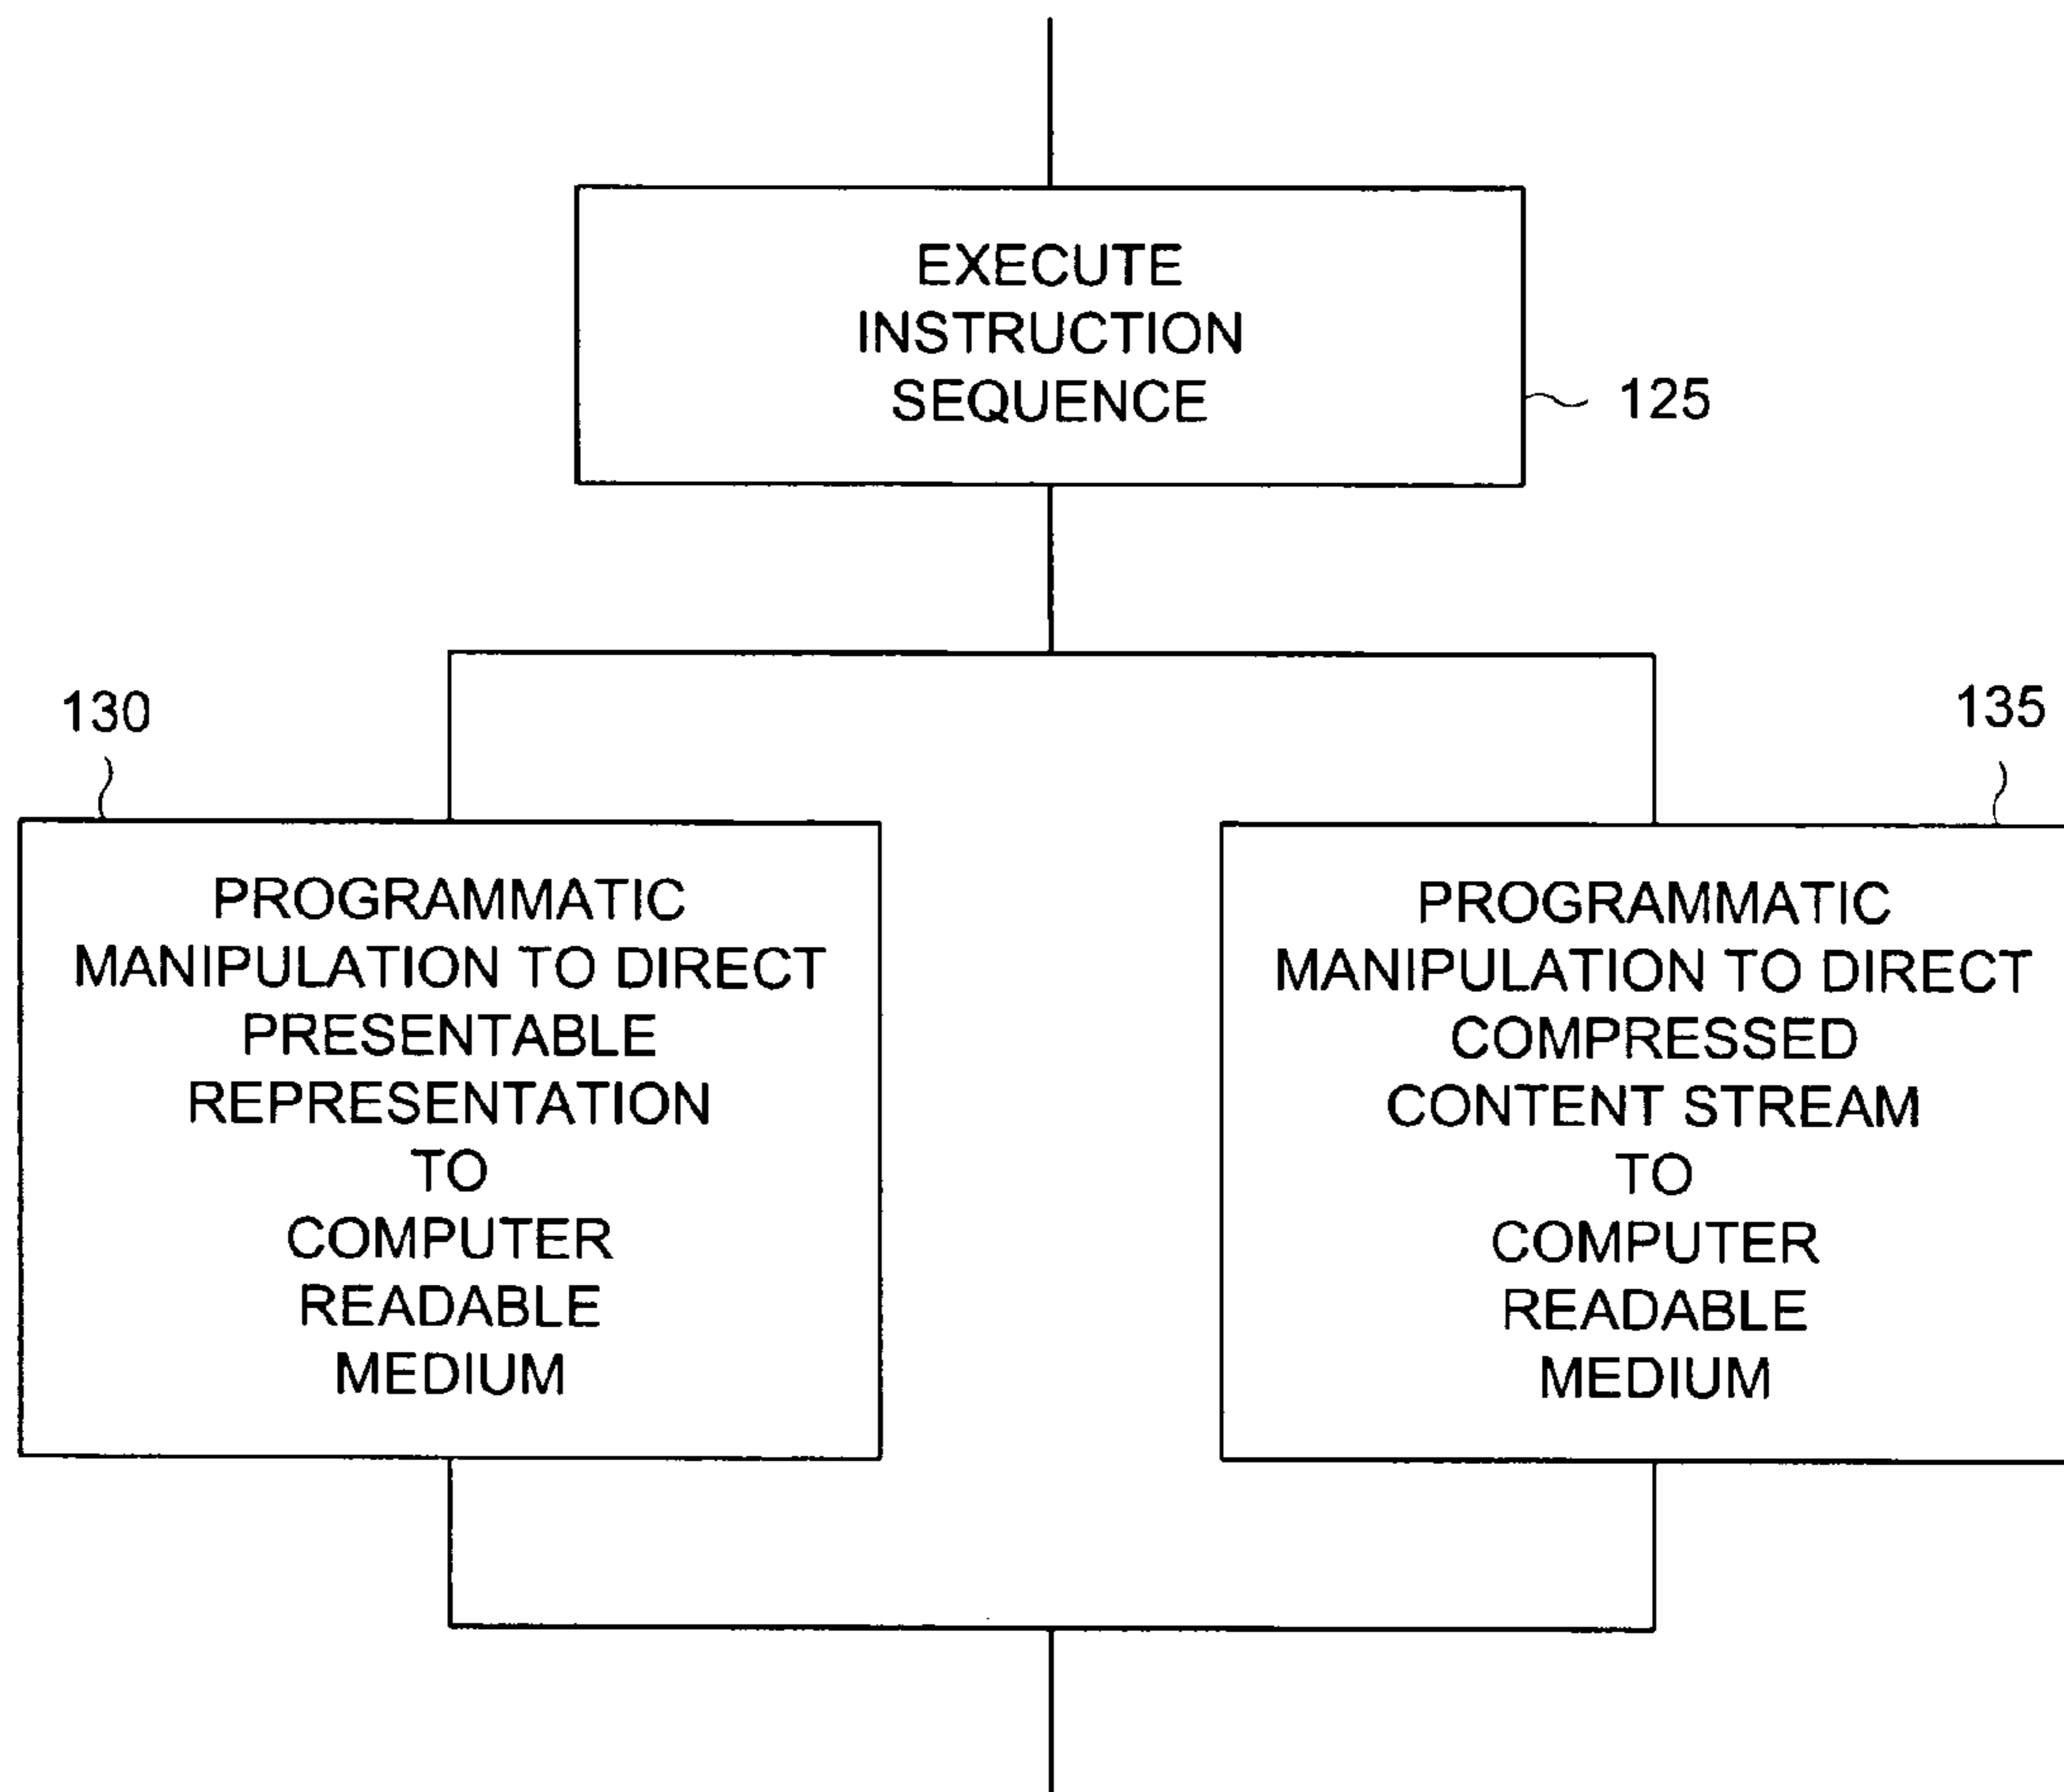 EXECUTE
INSTRUCTION
SEQUENCE
125
130
PROGRAMMATIC
MANIPULATION TO DIRECT
PRESENTABLE
REPRESENTATION
TO
COMPUTER
READABLE
MEDIUM
135
PROGRAMMATIC
MANIPULATION TO DIRECT
COMPRESSED
CONTENT STREAM
TO
COMPUTER
READABLE
MEDIUM